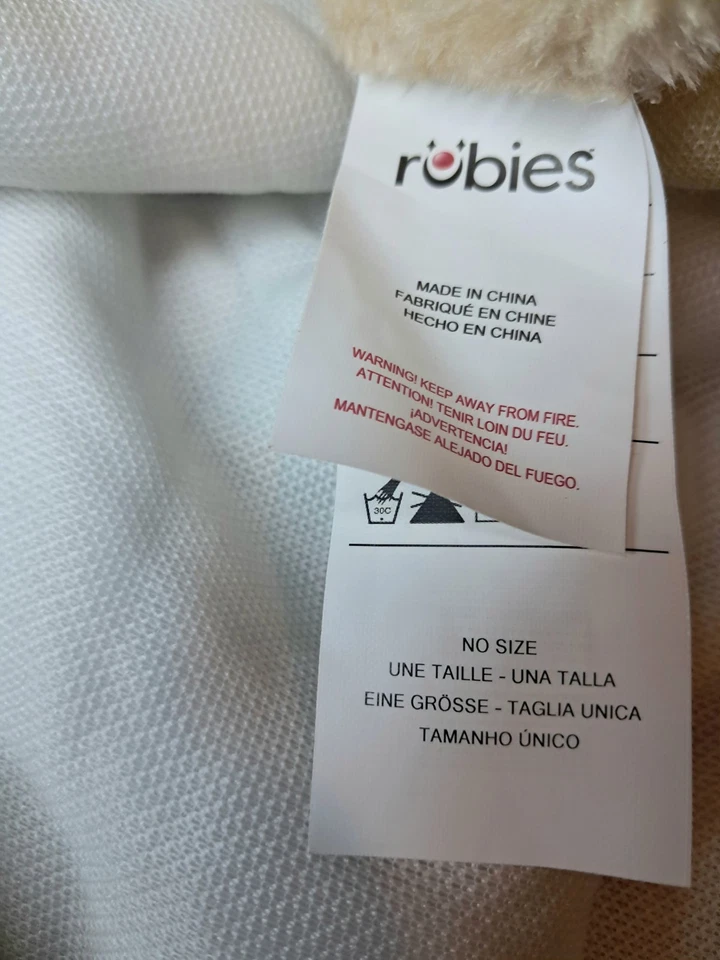 rubies
MADE IN CHINA
FABRIQUÉ EN CHINE
HECHO EN CHINA
WARNING! KEEP AWAY FROM FIRE.
ATTENTION! TENIR LOIN DU FEU.
¡ADVERTENCIA!
MANTENGASE ALEJADO DEL FUEGO.
30C
NO SIZE
UNE TAILLE - UNA TALLA
EINE GRÖSSE - TAGLIA UNICA
TAMANHO ÚNICO